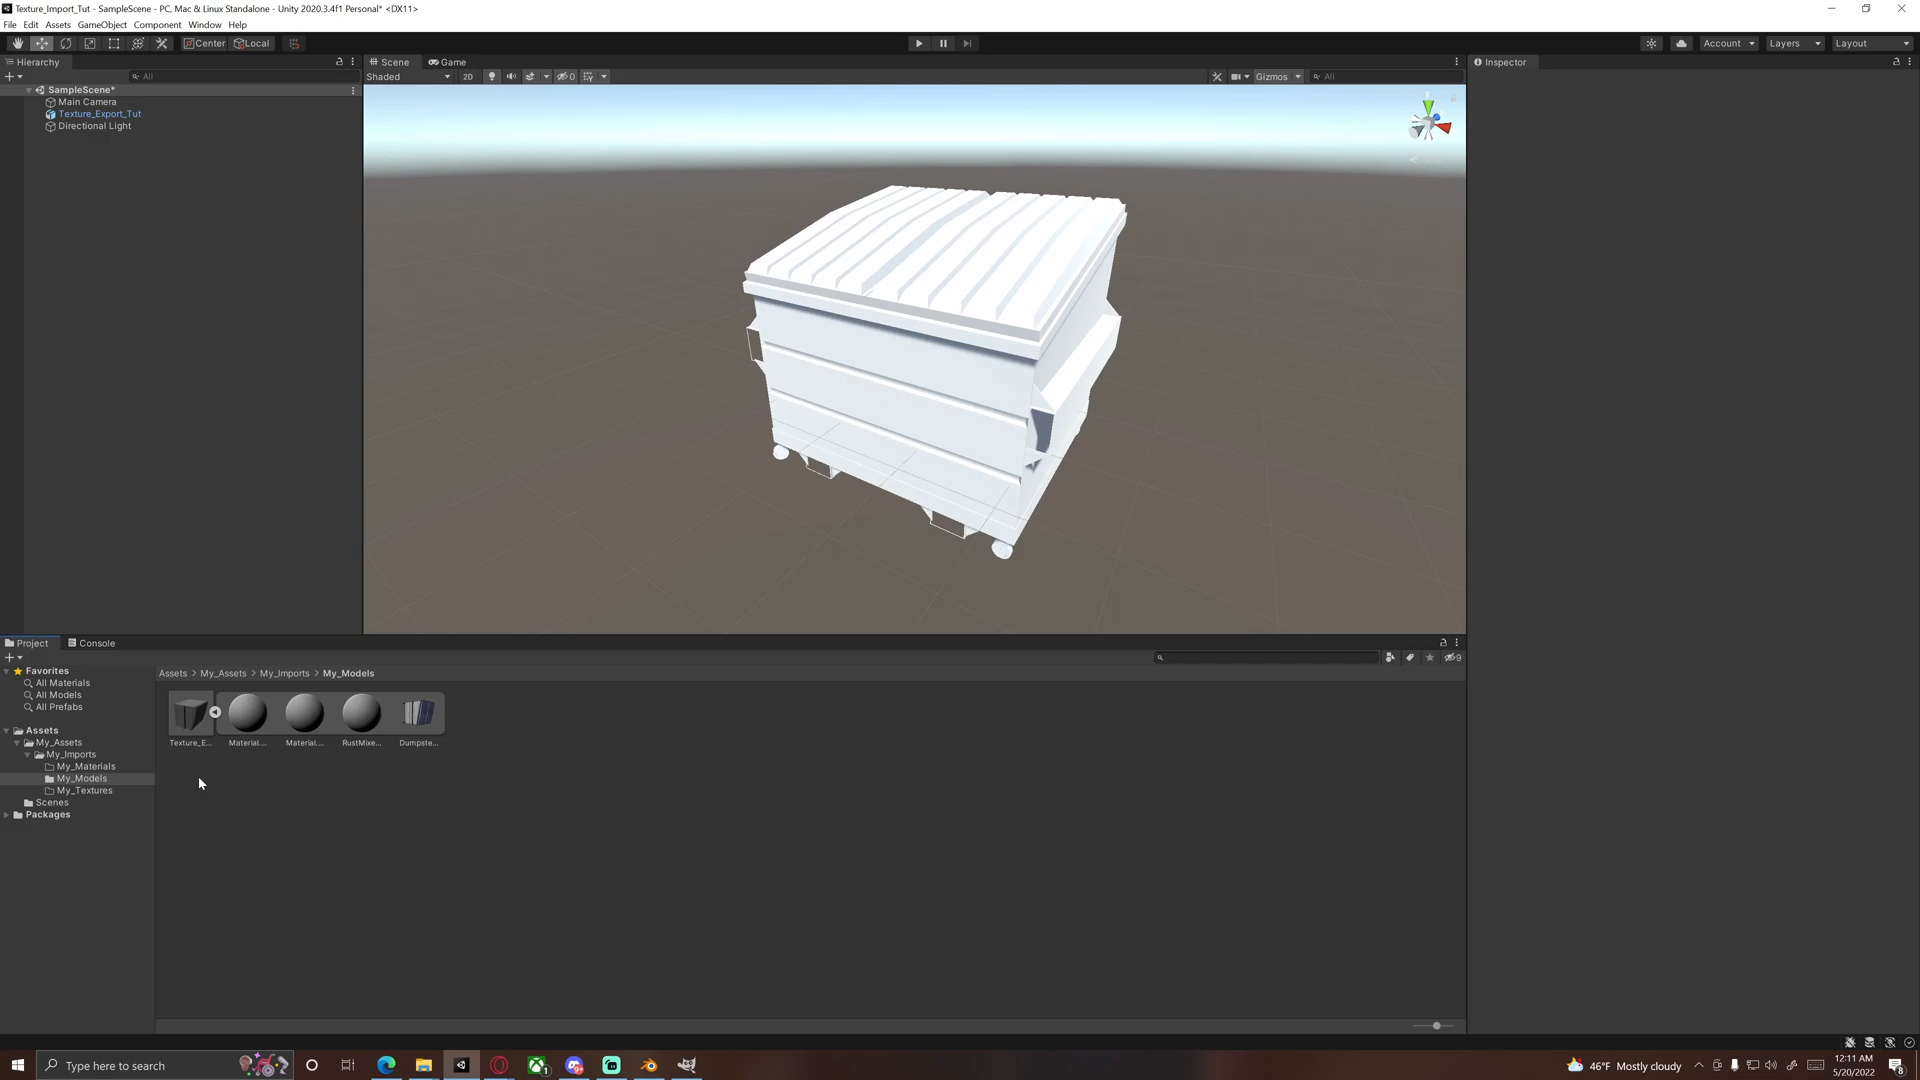 Texture_Import_Tut - SampleScene - PC, Mac & Linux Standalone - Unity 2020.3.4f1 Personal* <DX11>
File Edit Assets GameObject Component Window Help
Center Local
Account Layers Layout
Hierarchy
All
SampleScene*
Main Camera
Texture_Export_Tut
Directional Light
Scene Game
Shaded 2D 0 Gizmos All
Inspector
Project Console
9
Favorites
All Materials
All Models
All Prefabs
Assets
My_Assets
My_Imports
My_Materials
My_Models
My_Textures
Scenes
Packages
Assets > My_Assets > My_Imports > My_Models
Texture_E... Material.... Material.... RustMixe... Dumpste...
Type here to search
46°F Mostly cloudy
12:11 AM
5/20/2022
8